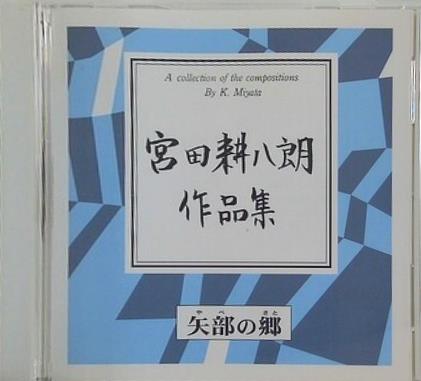 A collection of the compositions
By K. Miyata
宮田耕八朗
作品集
やべ さと
矢部の郷